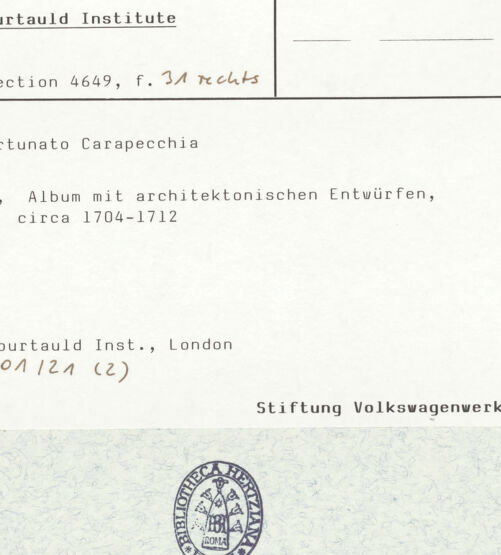 urtauld Institute
ection 4649, f. 31 rechts
rtunato Carapecchia
, Album mit architektonischen Entwürfen,
circa 1704-1712
ourtauld Inst., London
01/21 (2)
Stiftung Volkswagenwerk
BIBLIOTHECA HERTZIANA
ROMA